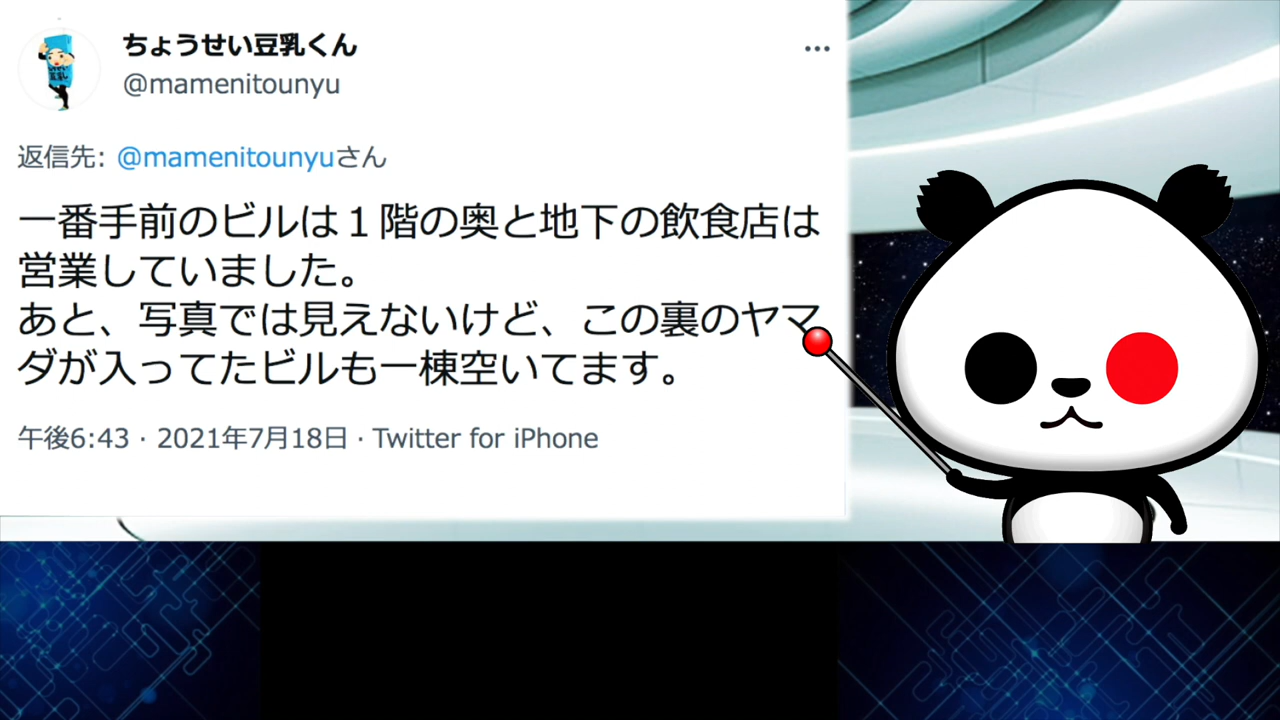 ちょうせい豆乳くん
@mamenitounyu
返信先: @mamenitounyuさん
一番手前のビルは１階の奥と地下の飲食店は
営業していました。
あと、写真では見えないけど、この裏のヤマ
ダが入ってたビルも一棟空いてます。
午後6:43 · 2021年7月18日 · Twitter for iPhone